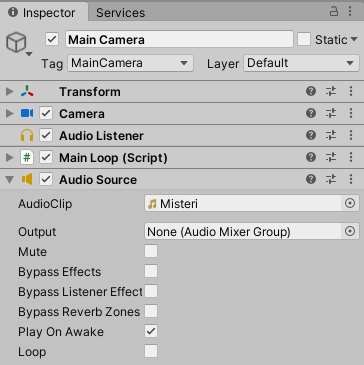 Inspector Services
Main Camera Static
Tag MainCamera Layer Default
Transform
Camera
Audio Listener
# Main Loop (Script)
Audio Source
AudioClip Misteri
Output None (Audio Mixer Group)
Mute
Bypass Effects
Bypass Listener Effect
Bypass Reverb Zones
Play On Awake
Loop